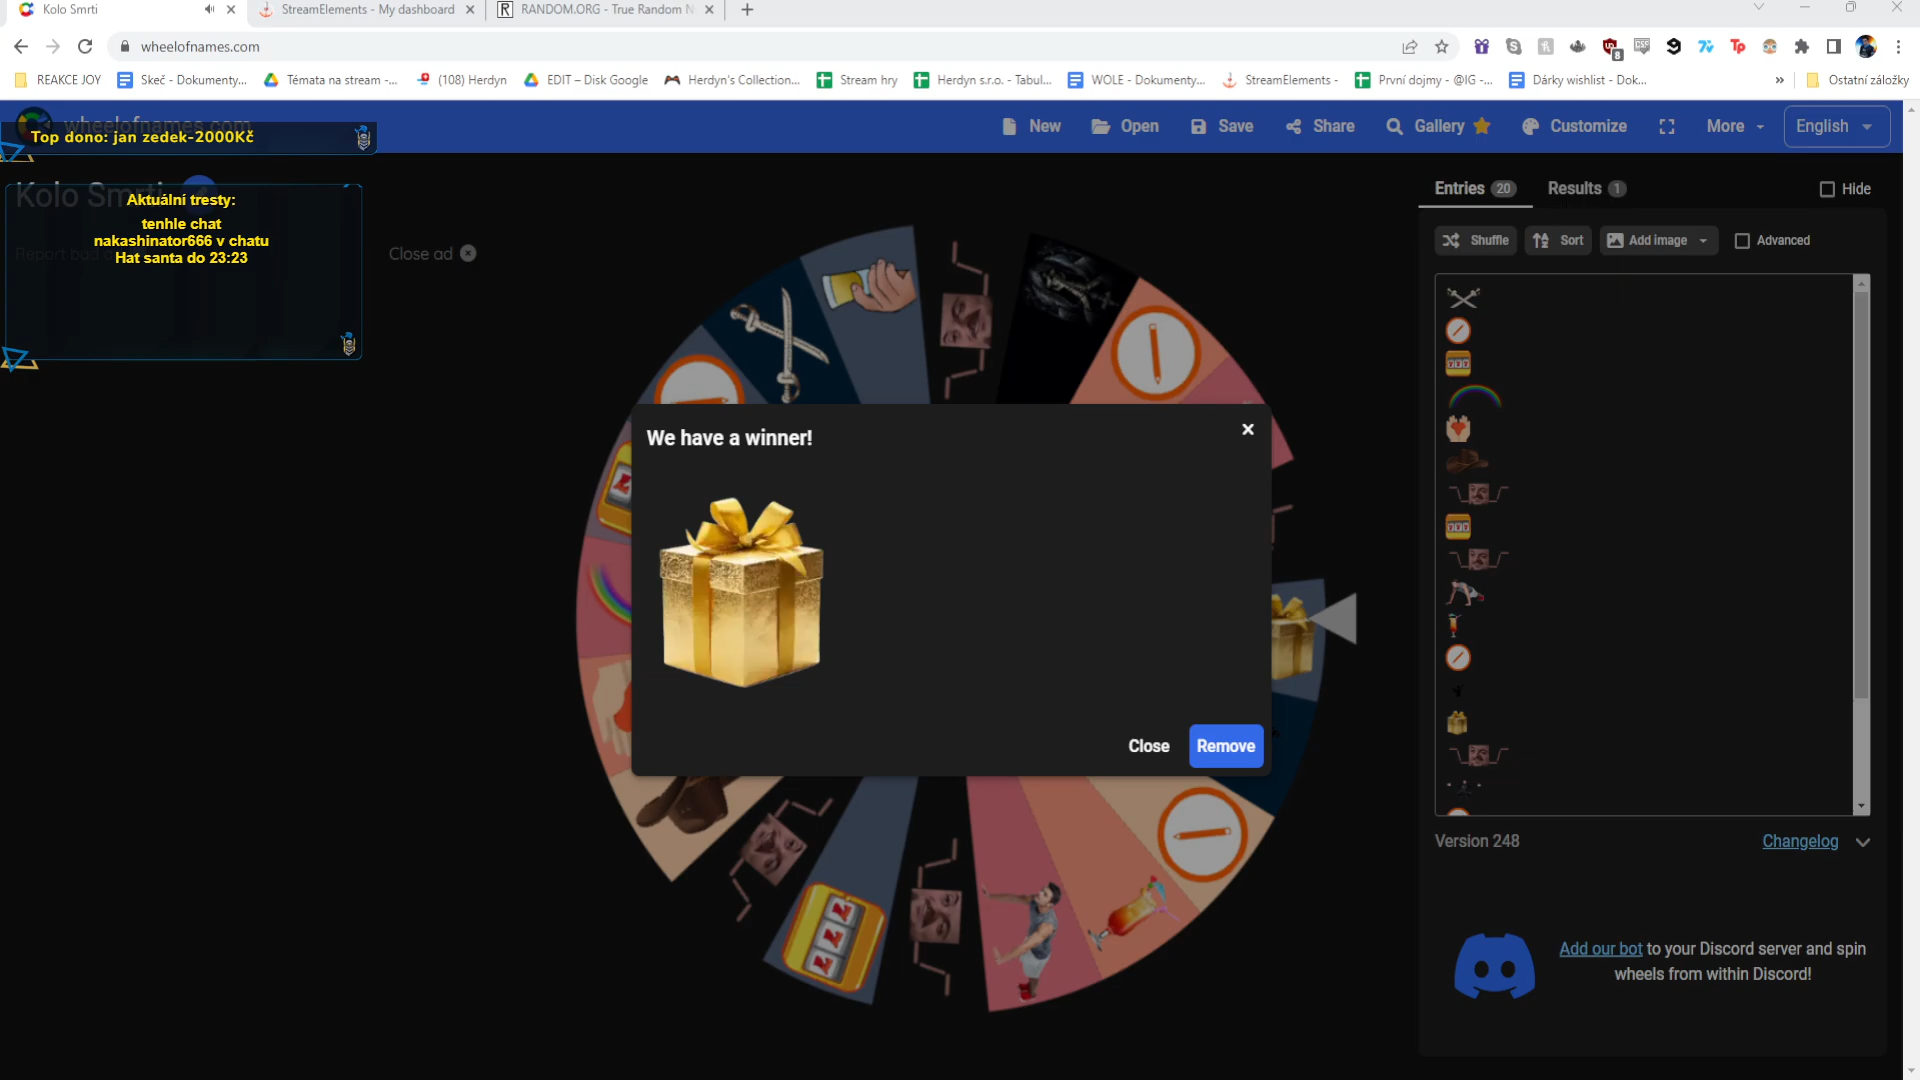 Kolo Smrti
StreamElements - My dashboard
RANDOM.ORG - True Random N
wheelofnames.com
REAKCE JOY
Skeč - Dokumenty...
Témata na stream -...
(108) Herdyn
EDIT – Disk Google
Herdyn's Collection...
Stream hry
Herdyn s.r.o. - Tabul...
WOLE - Dokumenty...
StreamElements -
První dojmy - @IG -...
Dárky wishlist - Dok...
»
Ostatní záložky
wheelofnames.com
New
Open
Save
Share
Gallery
Customize
More
English
Top dono: jan zedek-2000Kč
Kolo Smrti
Aktuální tresty:
tenhle chat
nakashinator666 v chatu
Hat santa do 23:23
Close ad
Entries 20
Results 1
Hide
Shuffle
Sort
Add image
Advanced
We have a winner!
Close
Remove
Version 248
Changelog
Add our bot to your Discord server and spin
wheels from within Discord!